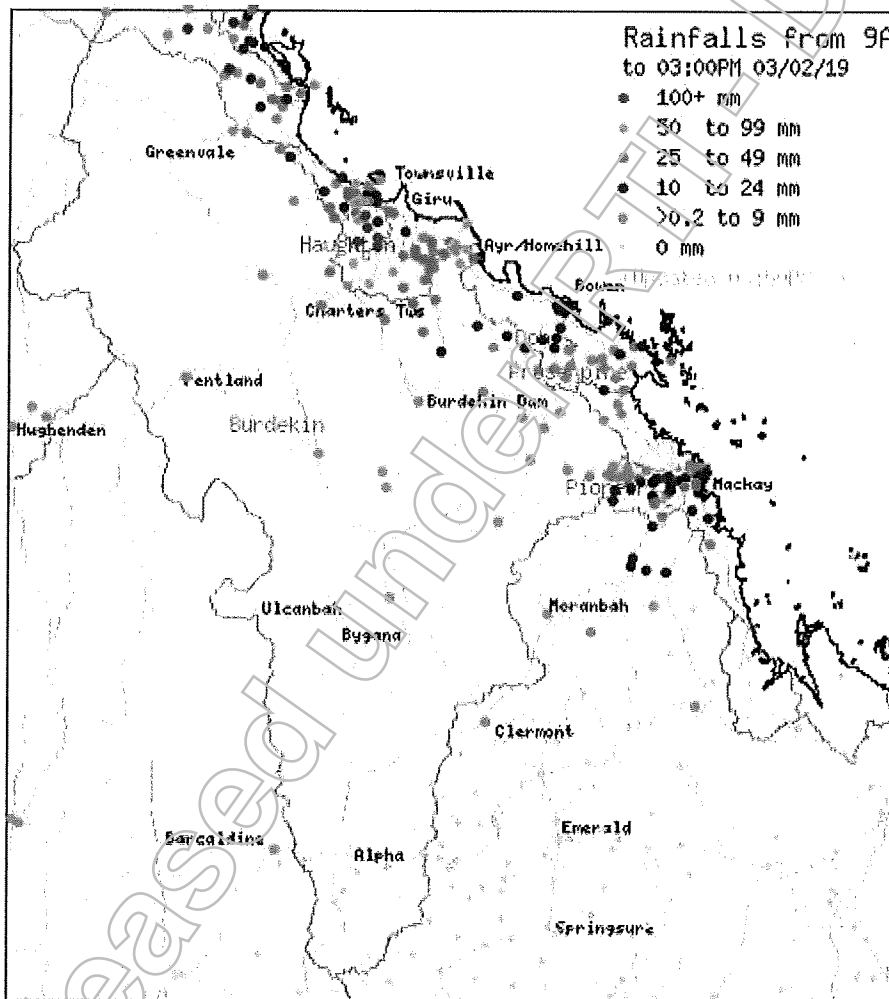 Rainfalls from 9A
to 03:00PM 03/02/19
100+ mm
50 to 99 mm
25 to 49 mm
10 to 24 mm
>0.2 to 9 mm
0 mm
Greenvale
Townsville
Giru
Haughton
Ayr/Homehill
Bowen
Charters Tws
Pentland
Burdekin Dam
Hughenden
Burdekin
Pioneer
Mackay
Ulcanbah
Moranbah
Bygana
Clermont
Barcaldine
Emerald
Alpha
Springsure
eased under RTI - D